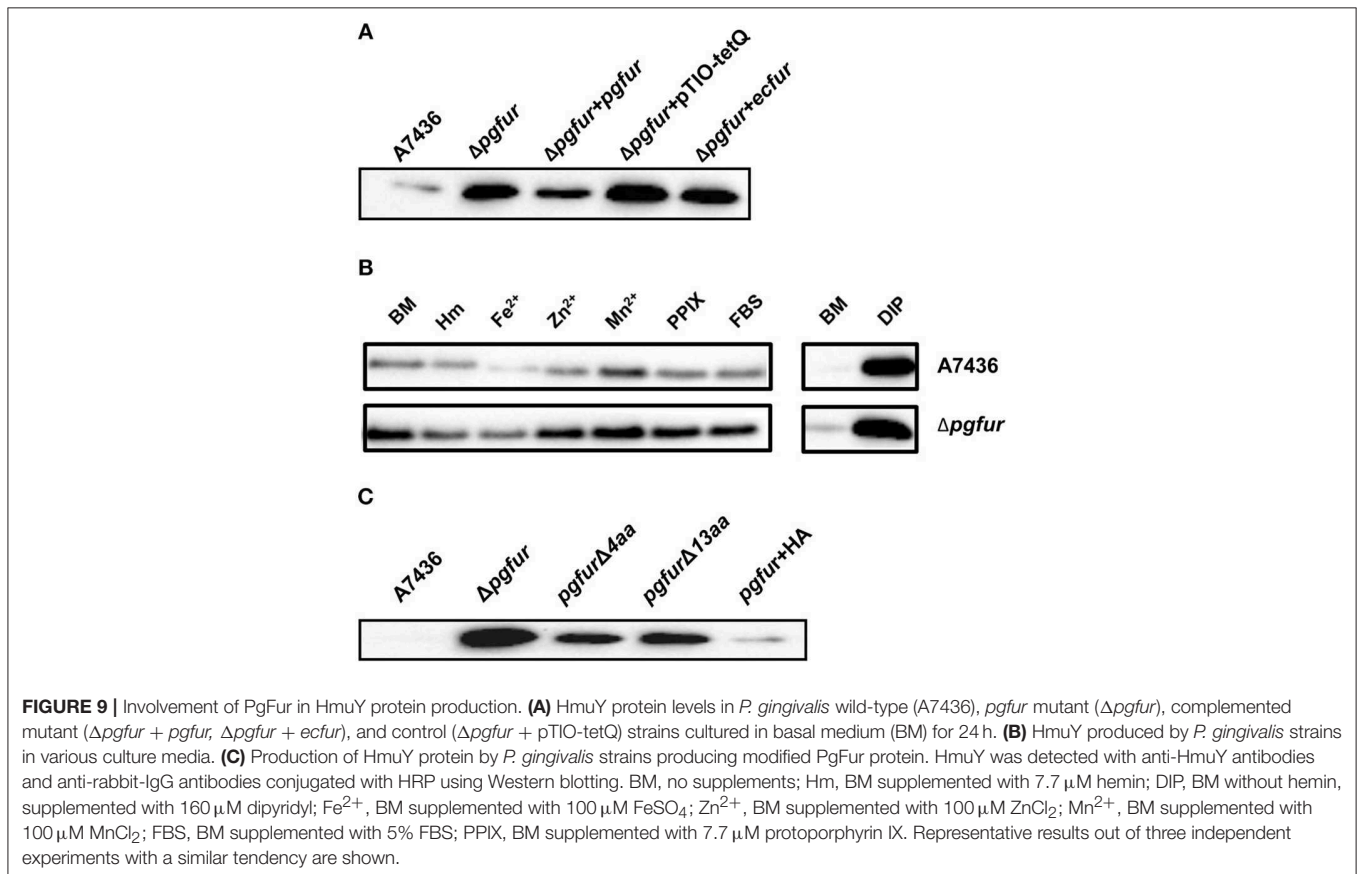 A
A7436 Δpgfur Δpgfur+pgfur Δpgfur+pTIO-tetQ Δpgfur+ecfur
B
BM Hm Fe²⁺ Zn²⁺ Mn²⁺ PPIX FBS BM DIP
A7436
Δpgfur
C
A7436 Δpgfur pgfurΔ4aa pgfurΔ13aa pgfur+HA
FIGURE 9 | Involvement of PgFur in HmuY protein production. (A) HmuY protein levels in P. gingivalis wild-type (A7436), pgfur mutant (Δpgfur), complemented
mutant (Δpgfur + pgfur, Δpgfur + ecfur), and control (Δpgfur + pTIO-tetQ) strains cultured in basal medium (BM) for 24 h. (B) HmuY produced by P. gingivalis strains
in various culture media. (C) Production of HmuY protein by P. gingivalis strains producing modified PgFur protein. HmuY was detected with anti-HmuY antibodies
and anti-rabbit-IgG antibodies conjugated with HRP using Western blotting. BM, no supplements; Hm, BM supplemented with 7.7 μM hemin; DIP, BM without hemin,
supplemented with 160 μM dipyridyl; Fe²⁺, BM supplemented with 100 μM FeSO₄; Zn²⁺, BM supplemented with 100 μM ZnCl₂; Mn²⁺, BM supplemented with
100 μM MnCl₂; FBS, BM supplemented with 5% FBS; PPIX, BM supplemented with 7.7 μM protoporphyrin IX. Representative results out of three independent
experiments with a similar tendency are shown.